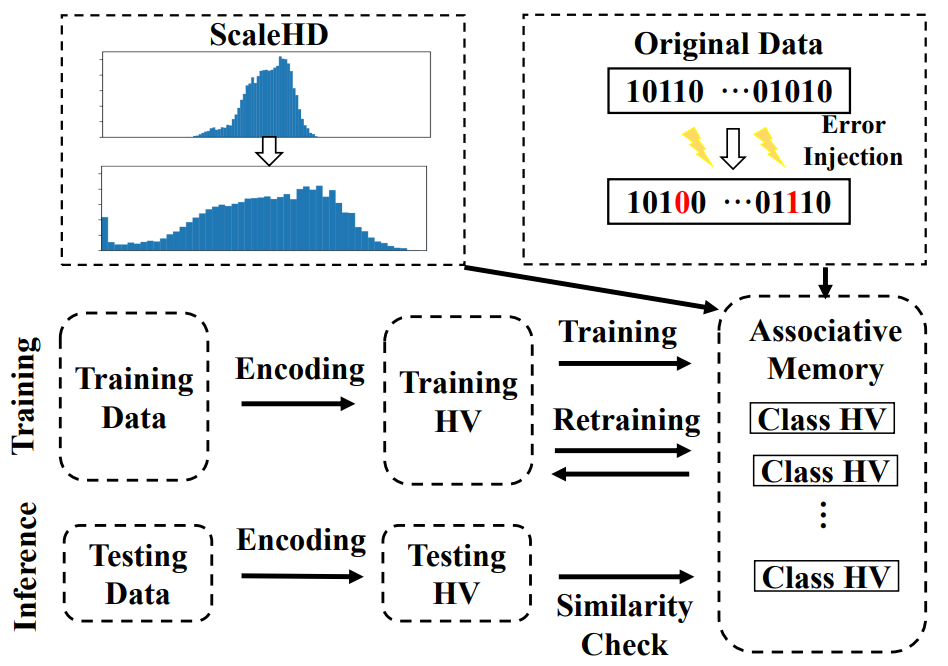 ScaleHD
Original Data
10110 ···01010
Error
Injection
10100 ···01110
Training
Training
Data
Encoding
Training
HV
Training
Retraining
Associative
Memory
Class HV
Class HV
⋮
Class HV
Inference
Testing
Data
Encoding
Testing
HV
Similarity
Check